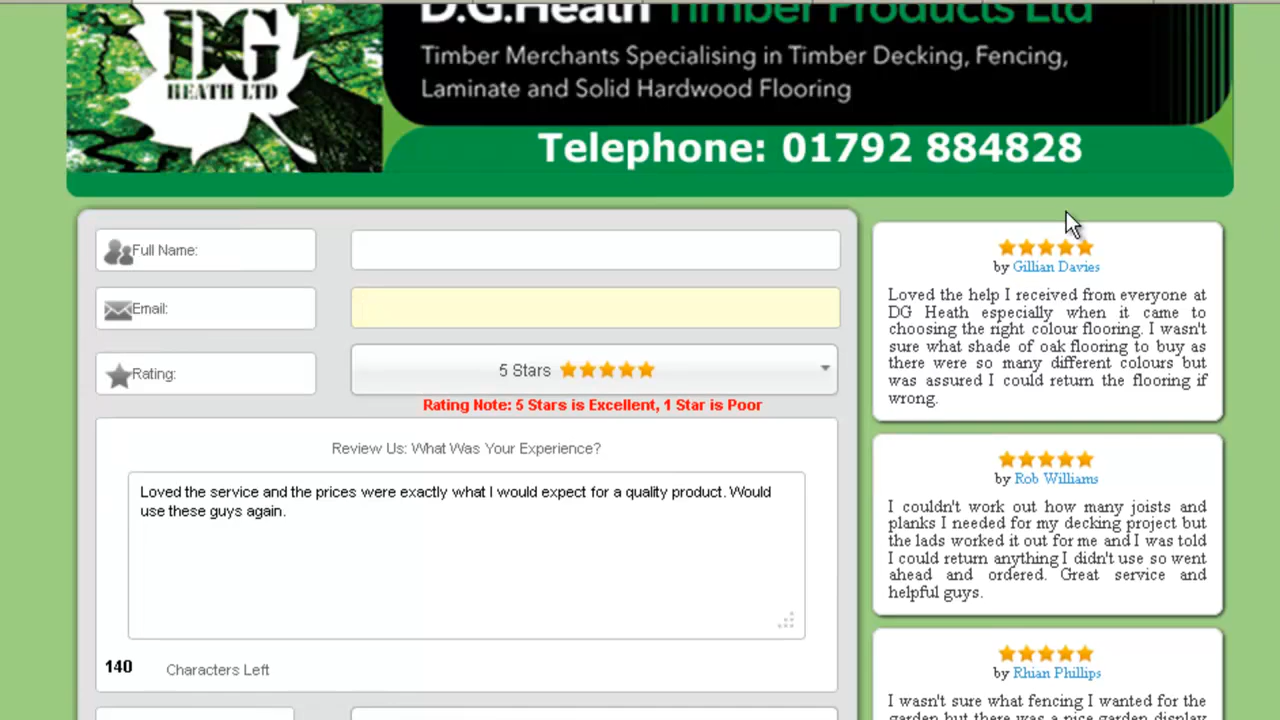 D.G.Heath Timber Products Ltd
DG
HEATH LTD
Timber Merchants Specialising in Timber Decking, Fencing,
Laminate and Solid Hardwood Flooring
Telephone: 01792 884828
Full Name:
Email:
Rating:
5 Stars
Rating Note: 5 Stars is Excellent, 1 Star is Poor
Review Us: What Was Your Experience?
Loved the service and the prices were exactly what I would expect for a quality product. Would
use these guys again.
140 Characters Left
by Gillian Davies
Loved the help I received from everyone at
DG Heath especially when it came to
choosing the right colour flooring. I wasn't
sure what shade of oak flooring to buy as
there were so many different colours but
was assured I could return the flooring if
wrong.
by Rob Williams
I couldn't work out how many joists and
planks I needed for my decking project but
the lads worked it out for me and I was told
I could return anything I didn't use so went
ahead and ordered. Great service and
helpful guys.
by Rhian Phillips
I wasn't sure what fencing I wanted for the
garden but there was a nice garden display